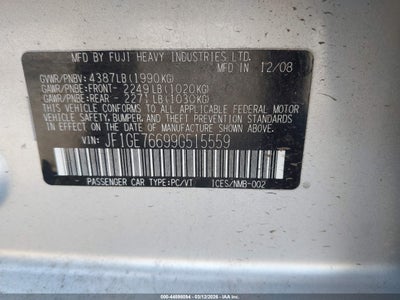 MFD BY FUJI HEAVY INDUSTRIES LTD.
MFD IN 12/08
GVWR/PNBV: 4387LB (1990KG)
GAWR/PNBE:FRONT- 2249LB (1020KG)
GAWR/PNBE:REAR - 2271LB (1030KG)
THIS VEHICLE CONFORMS TO ALL APPLICABLE FEDERAL MOTOR
VEHICLE SAFETY, BUMPER, AND THEFT PREVENTION STANDARDS
IN EFFECT ON THE DATE OF MANUFACTURE SHOWN ABOVE.
VIN: JF1GE76699G515559
PASSENGER CAR TYPE:PC/VT ICES/NMB-002